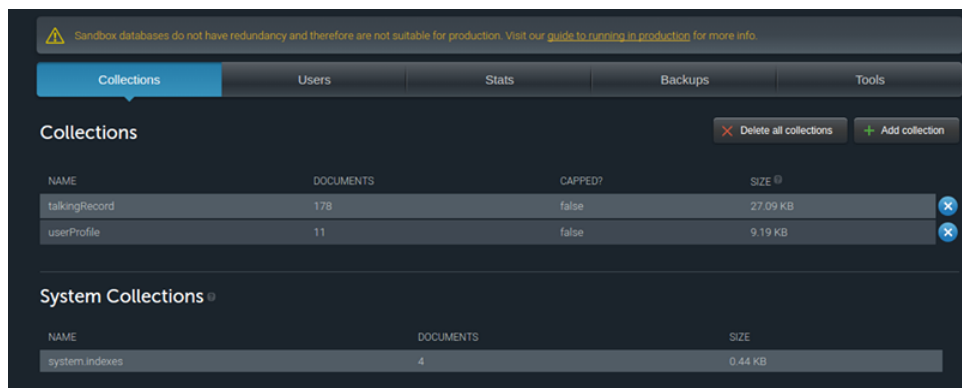 Sandbox databases do not have redundancy and therefore are not suitable for production. Visit our guide to running in production for more info.
Collections Users Stats Backups Tools
Collections
Delete all collections
Add collection
NAME DOCUMENTS CAPPED? SIZE
talkingRecord 178 false 27.09 KB
userProfile 11 false 9.19 KB
System Collections
NAME DOCUMENTS SIZE
system.indexes 4 0.44 KB